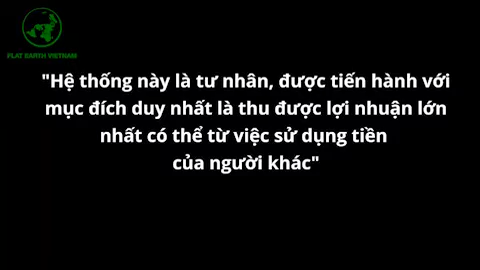 FLAT EARTH VIETNAM
"Hệ thống này là tư nhân, được tiến hành với
mục đích duy nhất là thu được lợi nhuận lớn
nhất có thể từ việc sử dụng tiền
của người khác"